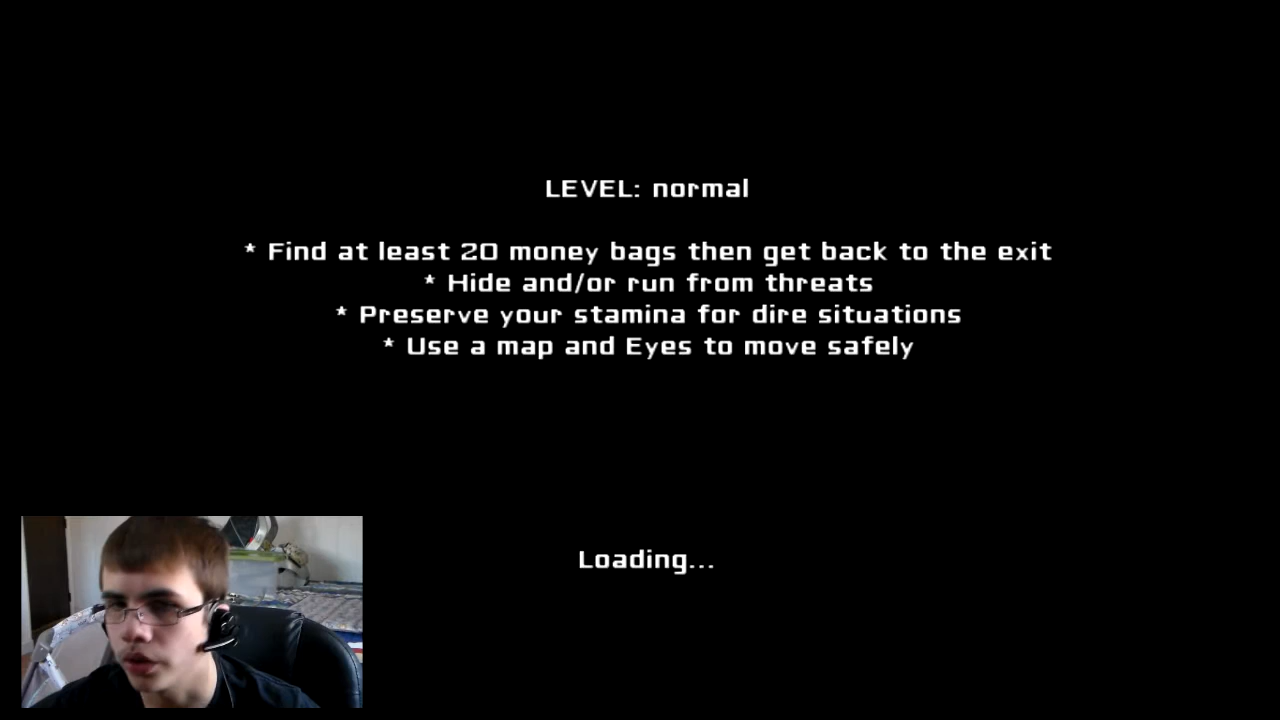 LEVEL: normal
* Find at least 20 money bags then get back to the exit
* Hide and/or run from threats
* Preserve your stamina for dire situations
* Use a map and Eyes to move safely
Loading...